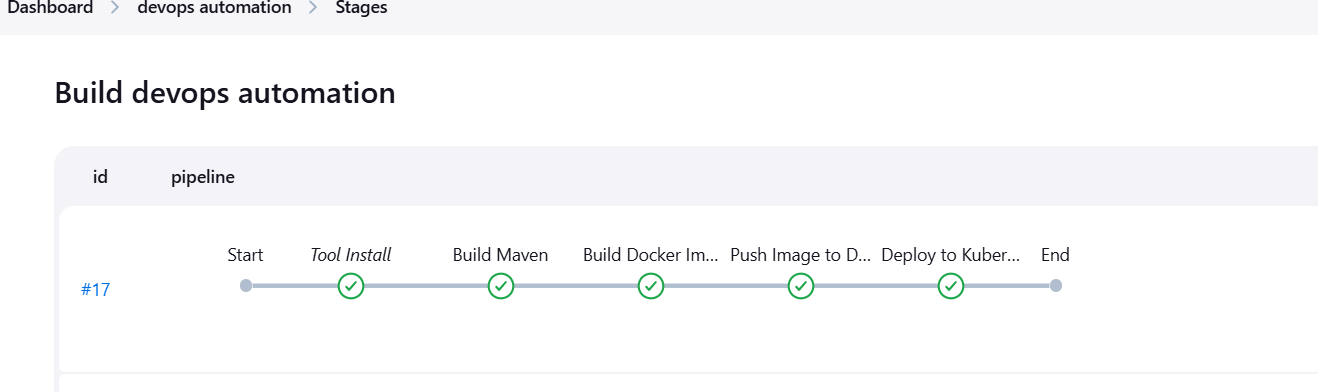 Dashboard > devops automation > Stages
Build devops automation
id pipeline
Start Tool Install Build Maven Build Docker Im... Push Image to D... Deploy to Kuber... End
#17